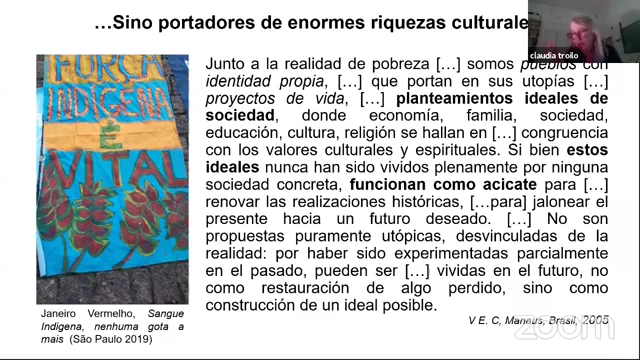 …Sino portadores de enormes riquezas culturale
claudia troilo
FORÇA
INDIGENA
É
VITAL
Junto a la realidad de pobreza […] somos pueblos con
identidad propia, […] que portan en sus utopías […]
proyectos de vida, […] planteamientos ideales de
sociedad, donde economía, familia, sociedad,
educación, cultura, religión se hallan en […] congruencia
con los valores culturales y espirituales. Si bien estos
ideales nunca han sido vividos plenamente por ninguna
sociedad concreta, funcionan como acicate para […]
renovar las realizaciones históricas, […para] jalonear el
presente hacia un futuro deseado. […] No son
propuestas puramente utópicas, desvinculadas de la
realidad: por haber sido experimentadas parcialmente
en el pasado, pueden ser […] vividas en el futuro, no
como restauración de algo perdido, sino como
construcción de un ideal posible.
Janeiro Vermelho, Sangue
Indigena, nenhuma gota a
mais (São Paulo 2019)
V E. C, Manaus, Brasil, 2005
zoom